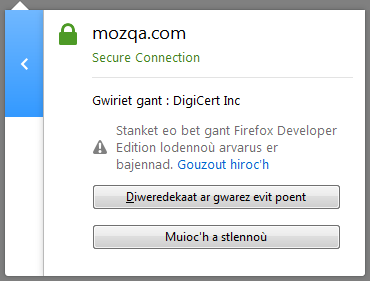 mozqa.com
Secure Connection
Gwiriet gant : DigiCert Inc
Stanket eo bet gant Firefox Developer
Edition lodennoù arvarus er
bajennad. Gouzout hiroc'h
Diweredekaat ar gwarez evit poent
Muioc'h a stlennoù